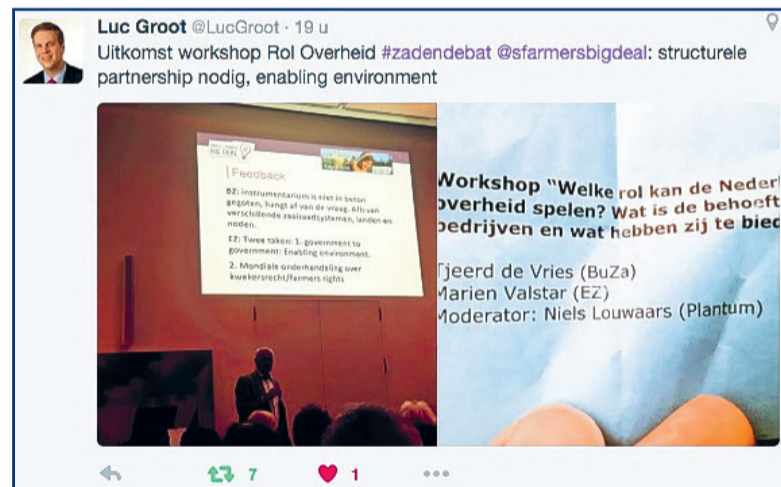 Luc Groot @LucGroot · 19 u
Uitkomst workshop Rol Overheid #zadendebat @sfarmersbigdeal: structurele
partnership nodig, enabling environment
BIG DEAL
Feedback
BZ: instrumentarium is niet in beton
gegoten, hangt af van de vraag. Afh van
verschillende zaaizaadsystemen, landen en
noden.
EZ: Twee taken: 1. government to
government: Enabling environment.
2. Mondiale onderhandeling over
kwekersrecht/farmers rights
Workshop "Welke rol kan de Nederl
overheid spelen? Wat is de behoeft
bedrijven en wat hebben zij te bied
Tjeerd de Vries (BuZa)
Marien Valstar (EZ)
Moderator: Niels Louwaars (Plantum)
7
1